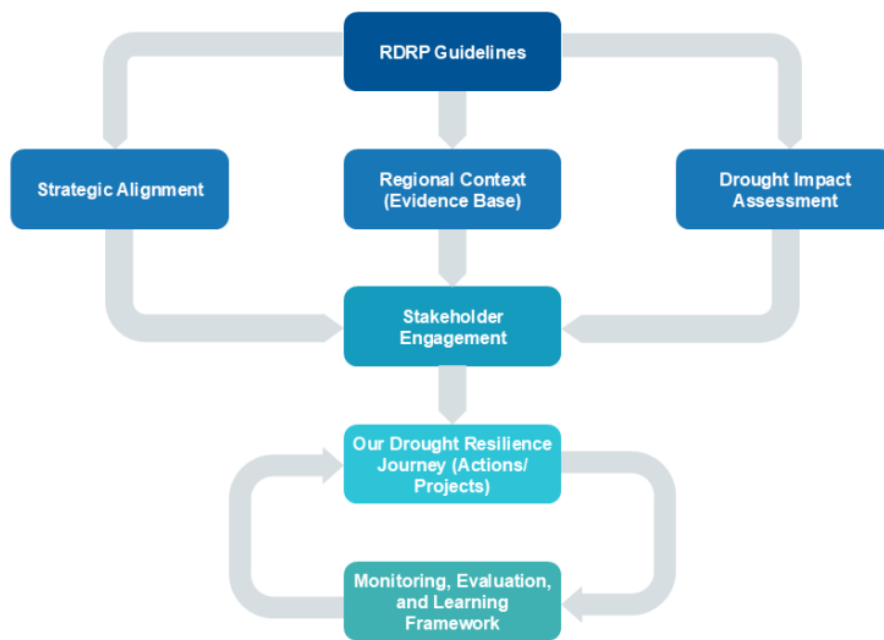 RDRP Guidelines
Strategic Alignment
Regional Context
(Evidence Base)
Drought Impact
Assessment
Stakeholder
Engagement
Our Drought Resilience
Journey (Actions/
Projects)
Monitoring, Evaluation,
and Learning
Framework